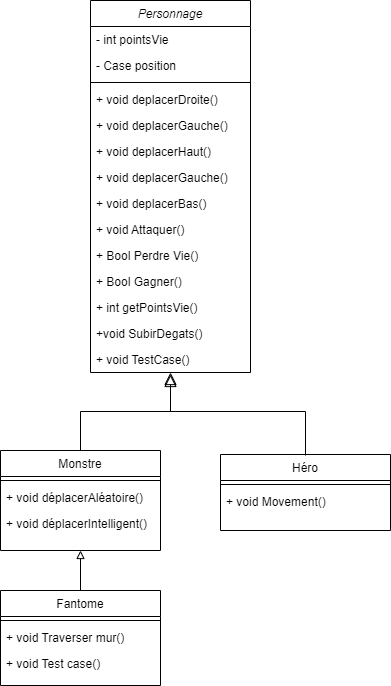 Personnage
- int pointsVie
- Case position
+ void deplacerDroite()
+ void deplacerGauche()
+ void deplacerHaut()
+ void deplacerGauche()
+ void deplacerBas()
+ void Attaquer()
+ Bool Perdre Vie()
+ Bool Gagner()
+ int getPointsVie()
+void SubirDegats()
+ void TestCase()
Monstre
+ void déplacerAléatoire()
+ void déplacerIntelligent()
Héro
+ void Movement()
Fantome
+ void Traverser mur()
+ void Test case()